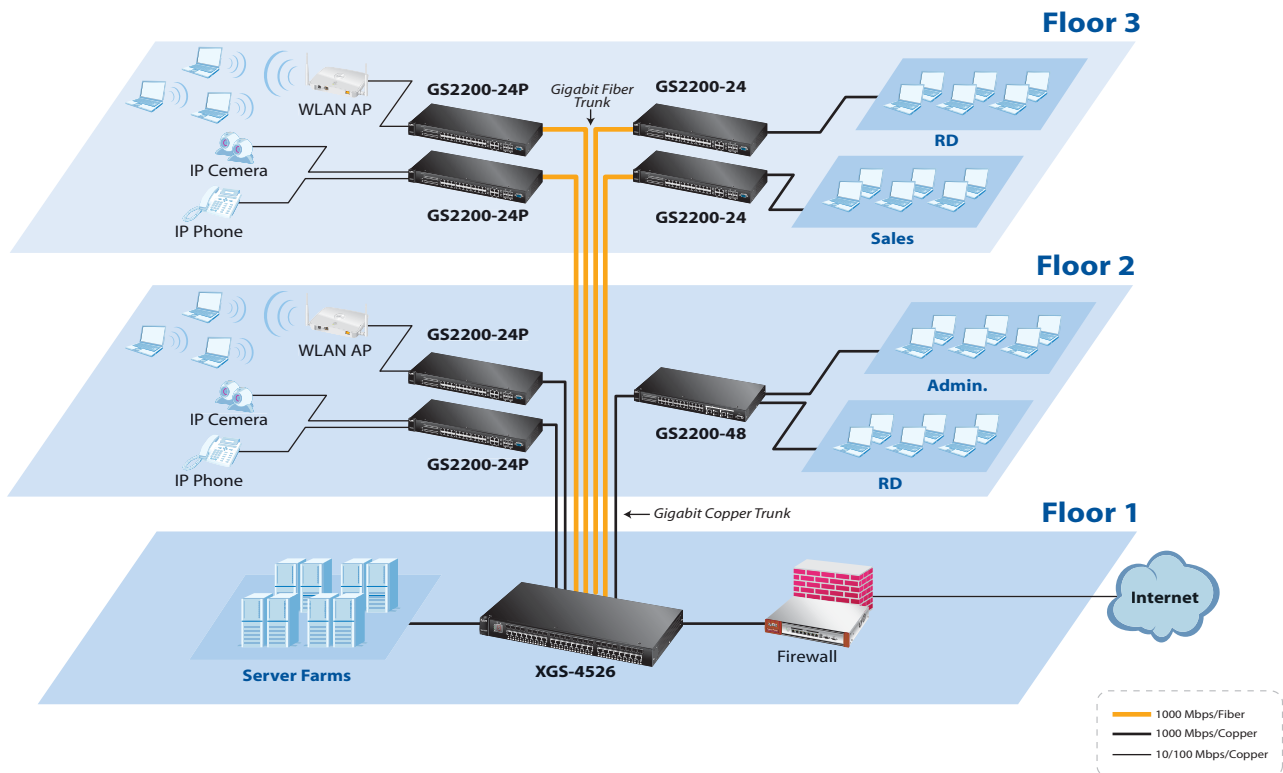 Floor 3
GS2200-24P
Gigabit Fiber
Trunk
GS2200-24
WLAN AP
RD
IP Cemera
GS2200-24P
GS2200-24
IP Phone
Sales
Floor 2
GS2200-24P
WLAN AP
Admin.
IP Cemera
GS2200-48
GS2200-24P
IP Phone
RD
Gigabit Copper Trunk
Floor 1
Internet
Firewall
Server Farms
XGS-4526
1000 Mbps/Fiber
1000 Mbps/Copper
10/100 Mbps/Copper